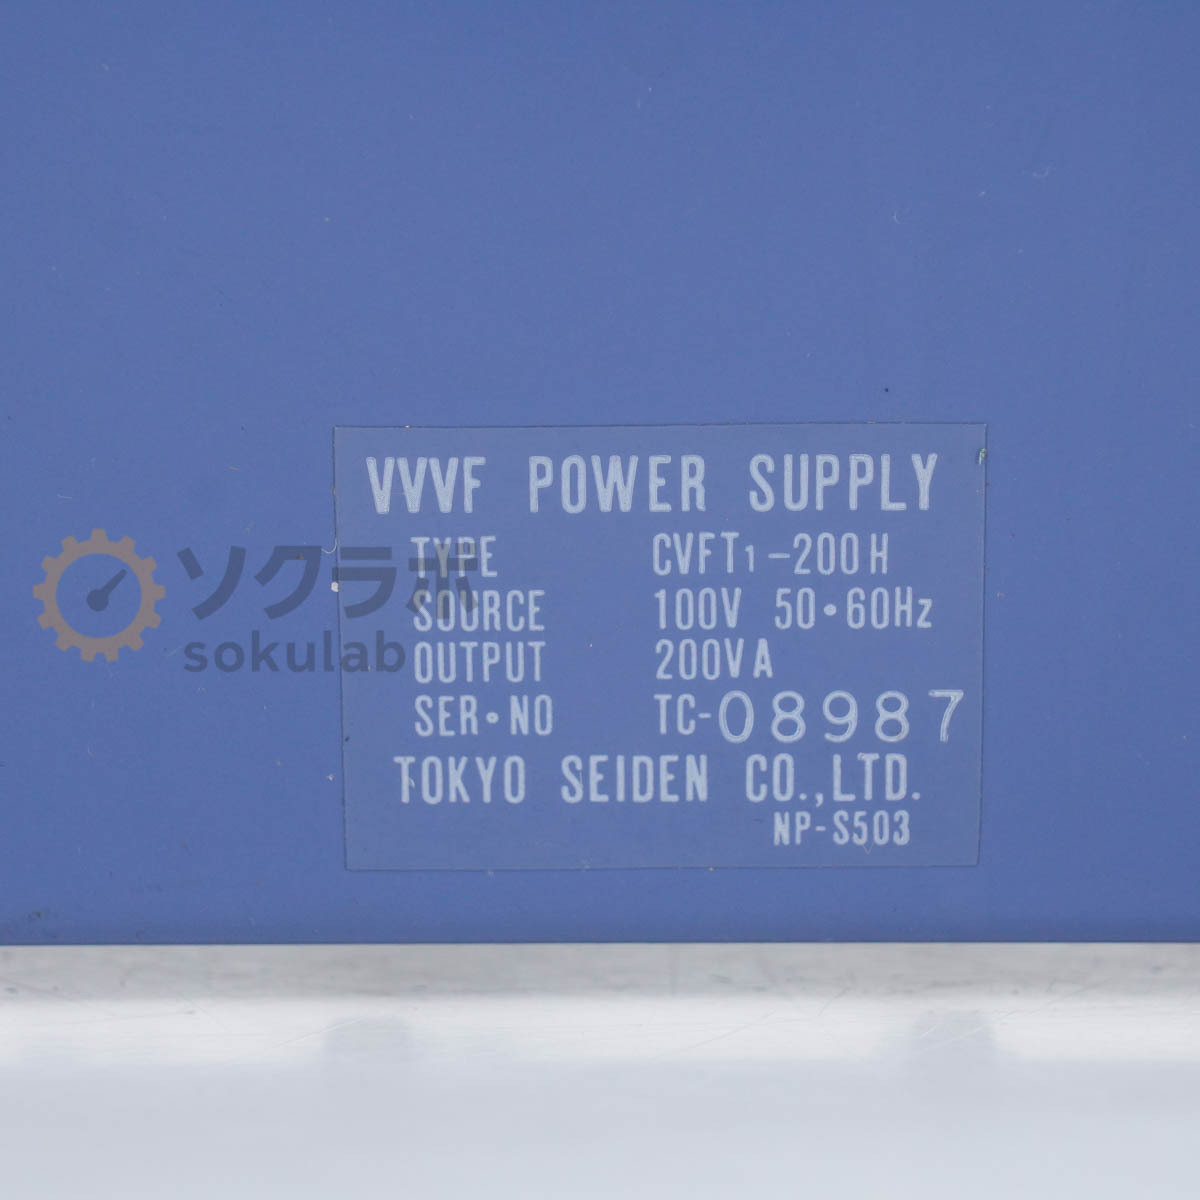 VVVF POWER SUPPLY
TYPE CVFT1-200H
SOURCE 100V 50・60Hz
OUTPUT 200VA
SER・NO TC-08987
TOKYO SEIDEN CO.,LTD.
NP-S503
ソクラボ
sokulab